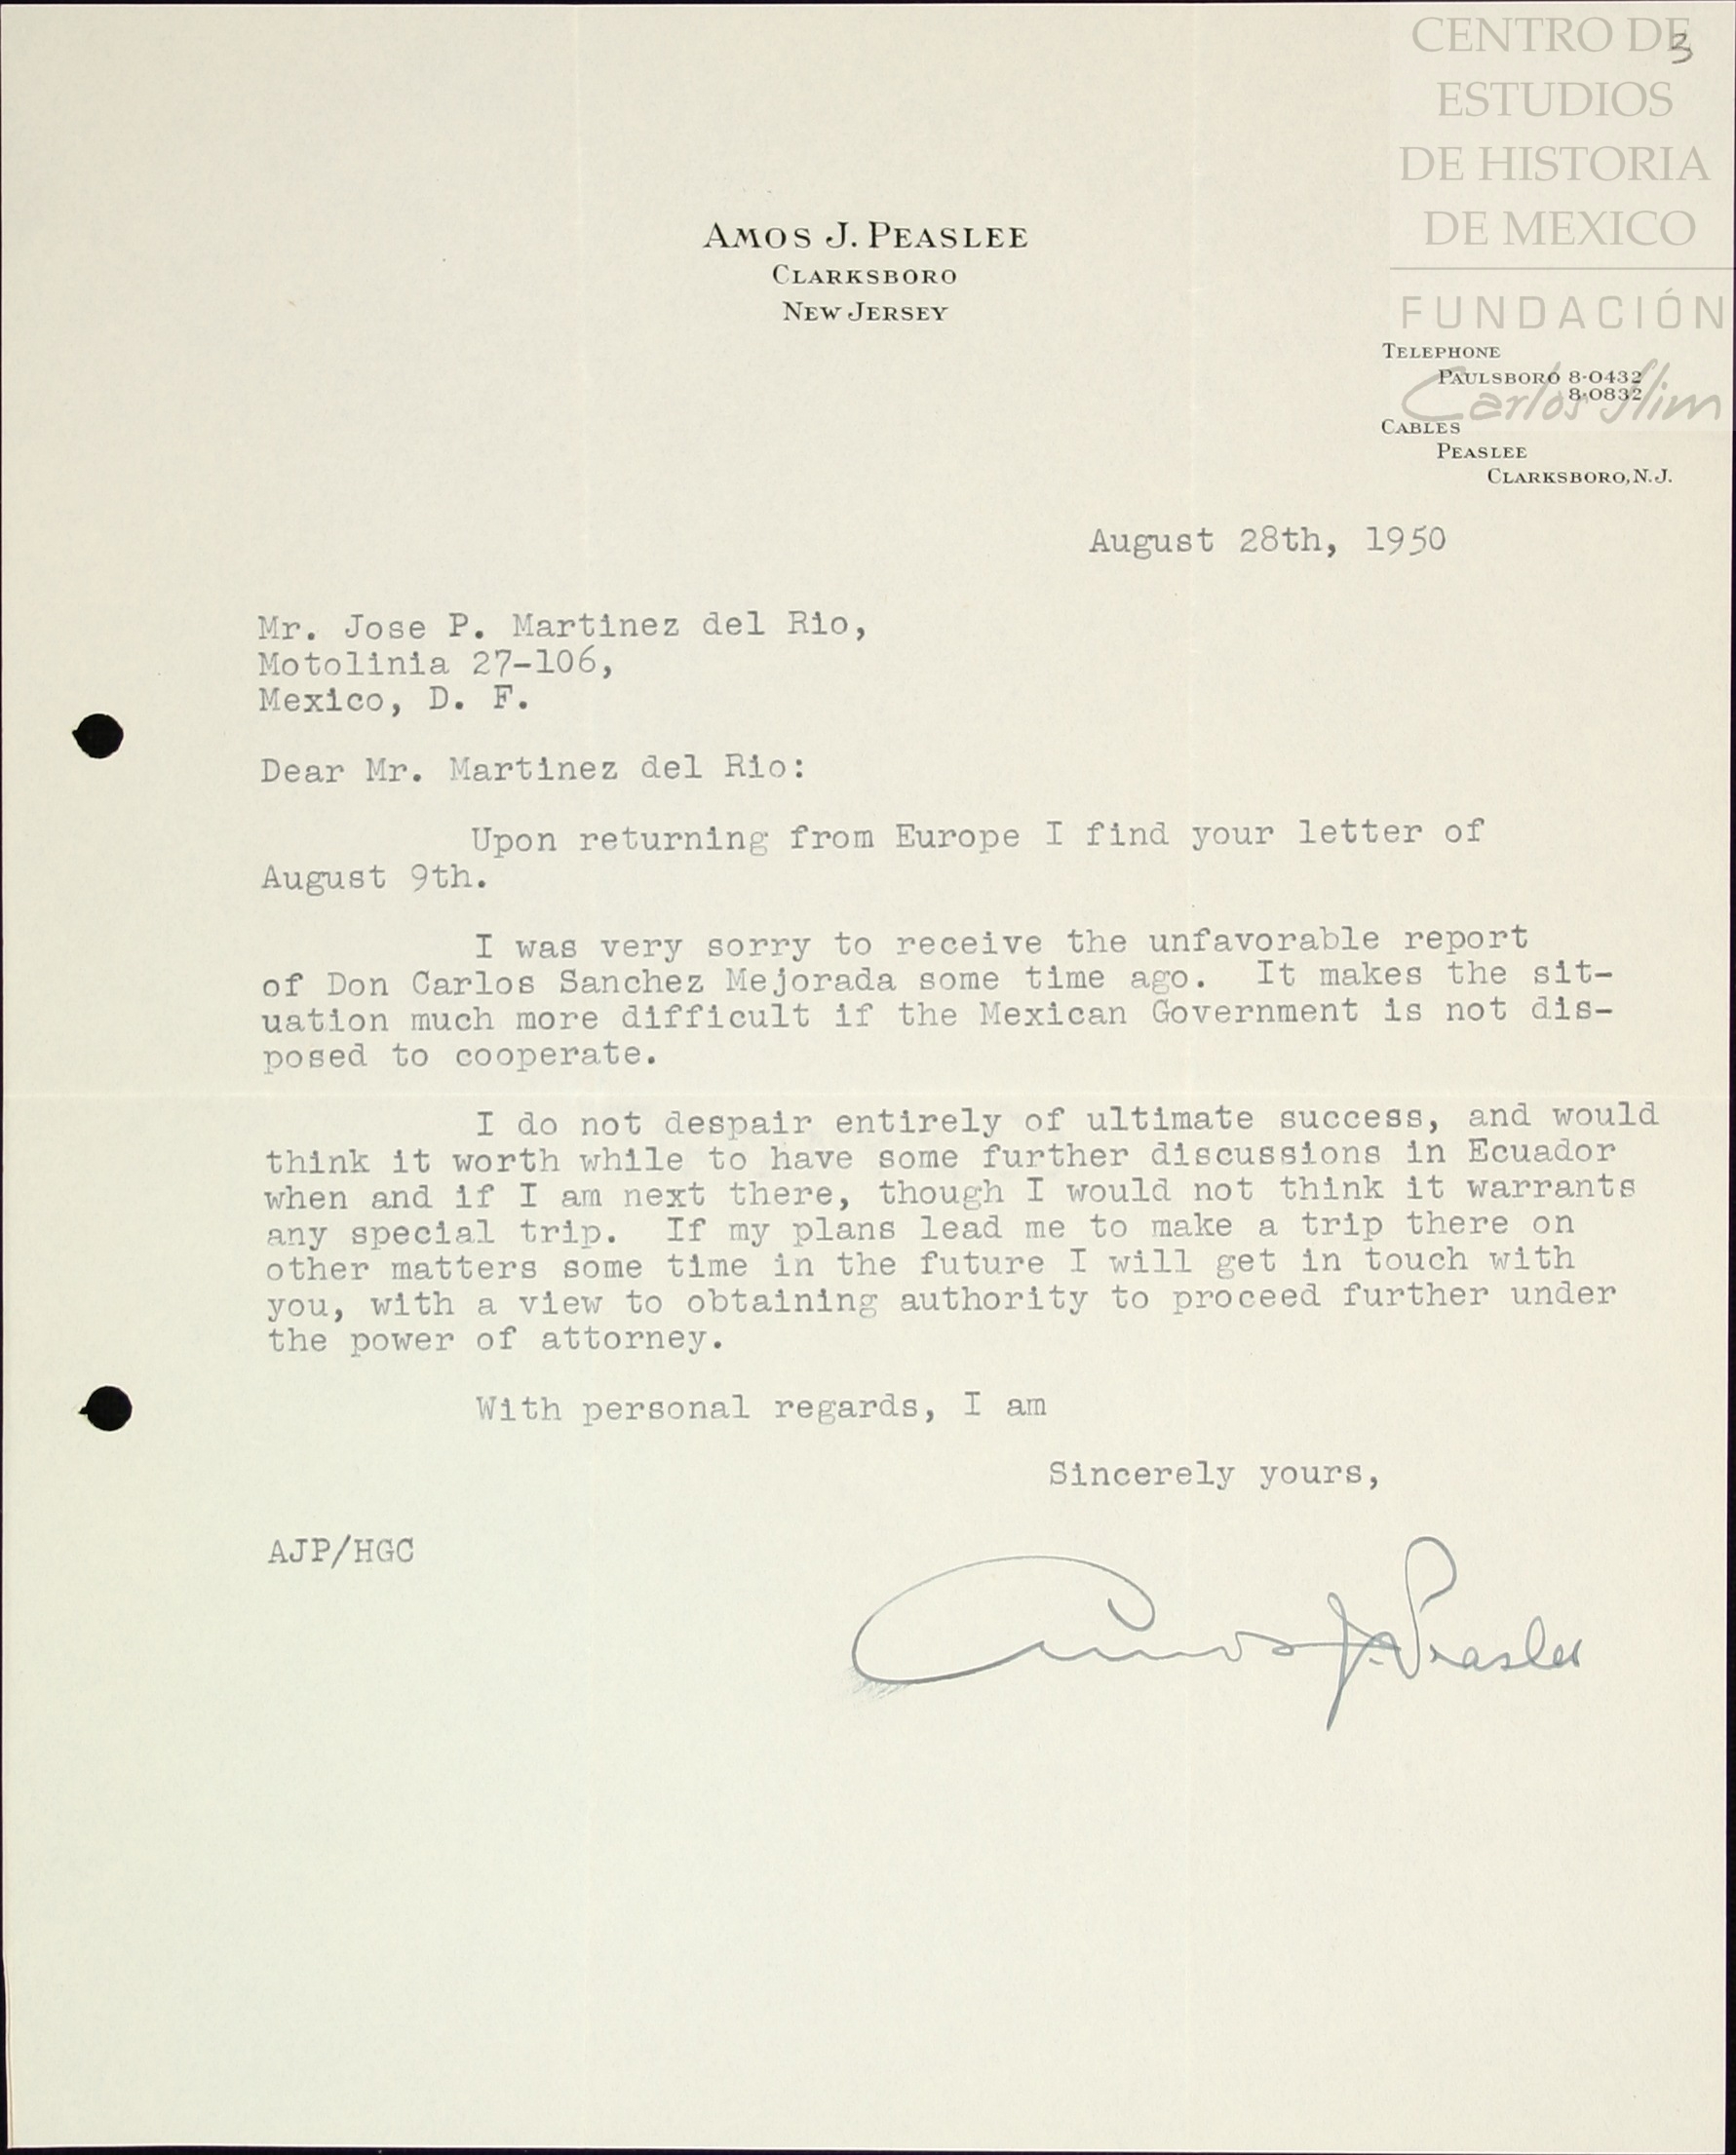 CENTRO DE
3
ESTUDIOS
DE HISTORIA
DE MEXICO
FUNDACIÓN
Carlos Slim
AMOS J. PEASLEE
CLARKSBORO
NEW JERSEY
TELEPHONE
PAULSBORO 8-0432
8-0832
CABLES
PEASLEE
CLARKSBORO, N. J.
August 28th, 1950
Mr. Jose P. Martinez del Rio,
Motolinia 27-106,
Mexico, D. F.
Dear Mr. Martinez del Rio:
Upon returning from Europe I find your letter of
August 9th.
I was very sorry to receive the unfavorable report
of Don Carlos Sanchez Mejorada some time ago. It makes the sit-
uation much more difficult if the Mexican Government is not dis-
posed to cooperate.
I do not despair entirely of ultimate success, and would
think it worth while to have some further discussions in Ecuador
when and if I am next there, though I would not think it warrants
any special trip. If my plans lead me to make a trip there on
other matters some time in the future I will get in touch with
you, with a view to obtaining authority to proceed further under
the power of attorney.
With personal regards, I am
Sincerely yours,
AJP/HGC
Amos J. Peaslee